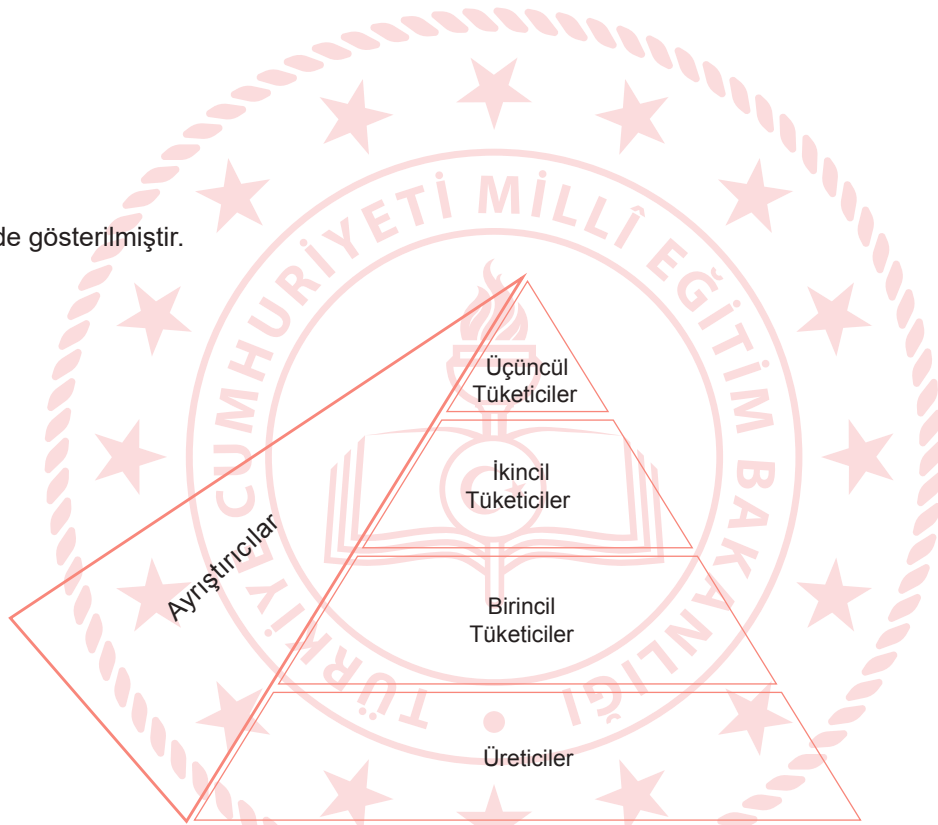 de gösterilmiştir.
TÜRKİYE CUMHURİYETİ MİLLÎ EĞİTİM BAKANLIĞI
Üçüncül
Tüketiciler
İkincil
Tüketiciler
Ayrıştırıcılar
Birincil
Tüketiciler
Üreticiler